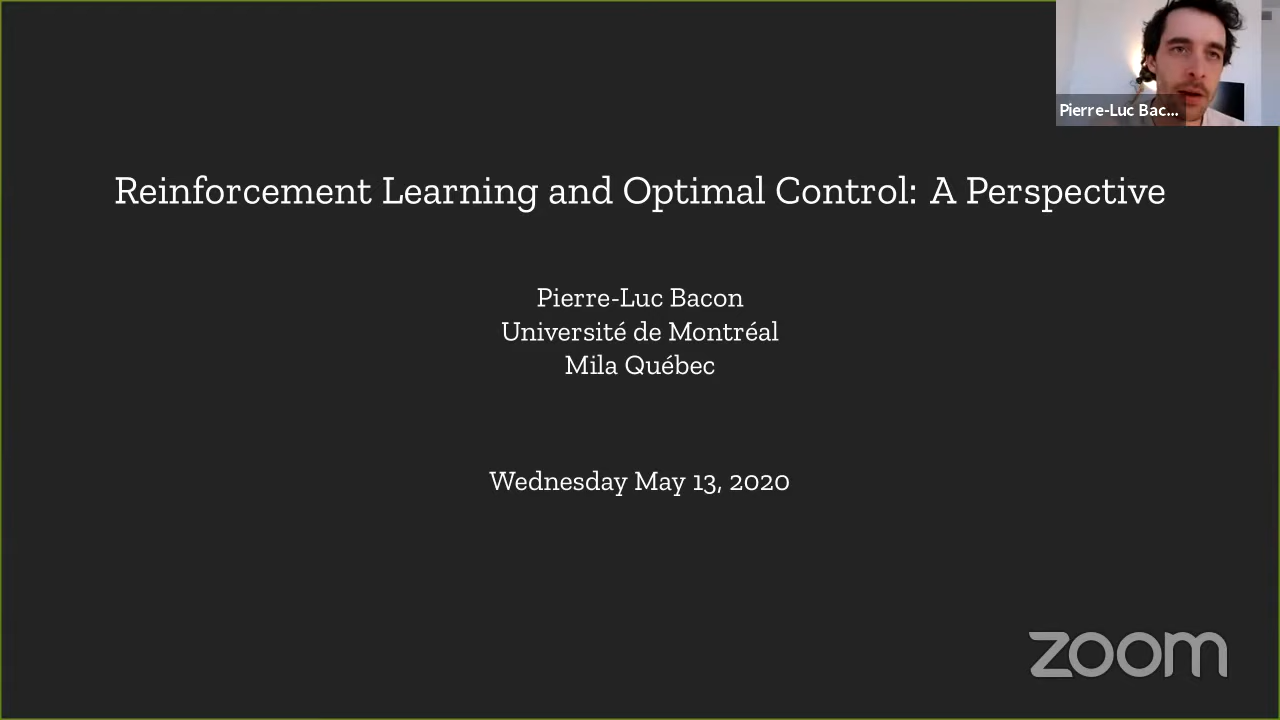 Pierre-Luc Bac...
Reinforcement Learning and Optimal Control: A Perspective
Pierre-Luc Bacon
Université de Montréal
Mila Québec
Wednesday May 13, 2020
zoom